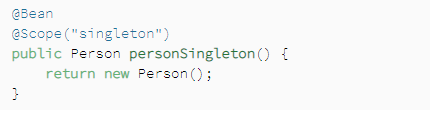 @Bean
@Scope("singleton")
public Person personSingleton() {
    return new Person();
}